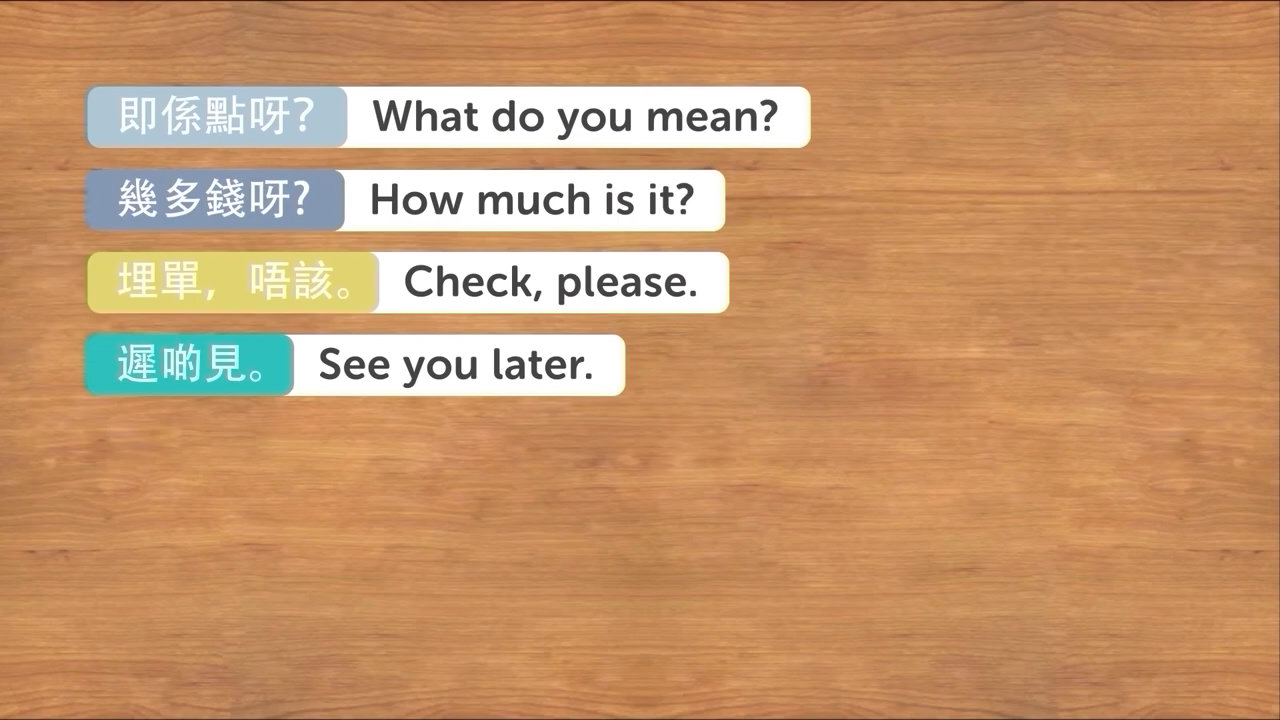 即係點呀? What do you mean?
幾多錢呀? How much is it?
埋單，唔該。 Check, please.
遲啲見。 See you later.